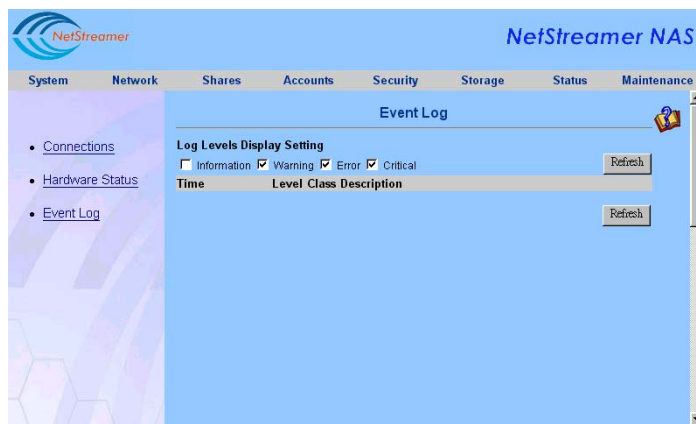 NetStreamer
NetStreamer NAS
System Network Shares Accounts Security Storage Status Maintenance
Event Log
Connections
Hardware Status
Event Log
Log Levels Display Setting
Information Warning Error Critical
Refresh
Time Level Class Description
Refresh